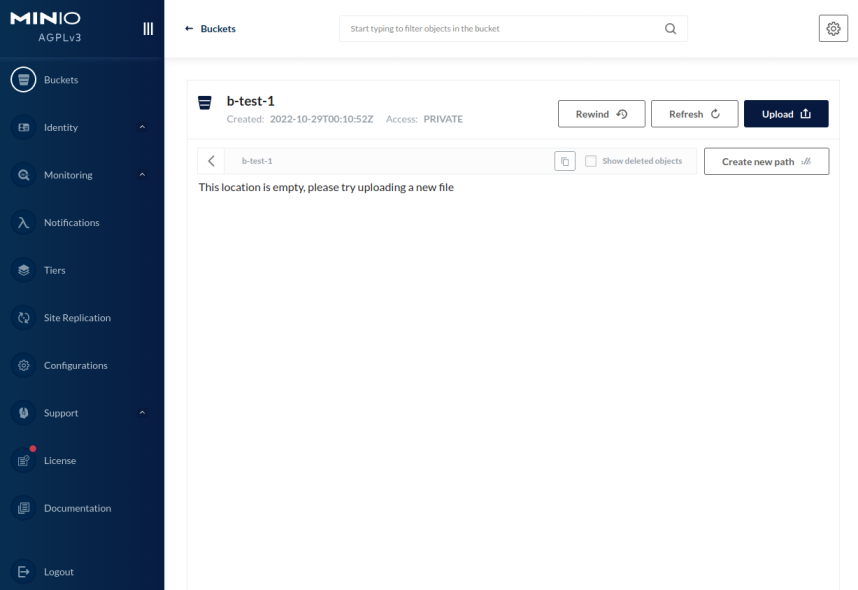 MINIO
AGPLv3
Buckets
Identity
Monitoring
Notifications
Tiers
Site Replication
Configurations
Support
License
Documentation
Logout
Buckets
Start typing to filter objects in the bucket
b-test-1
Created: 2022-10-29T00:10:52Z Access: PRIVATE
Rewind
Refresh
Upload
b-test-1
Show deleted objects
Create new path
This location is empty, please try uploading a new file